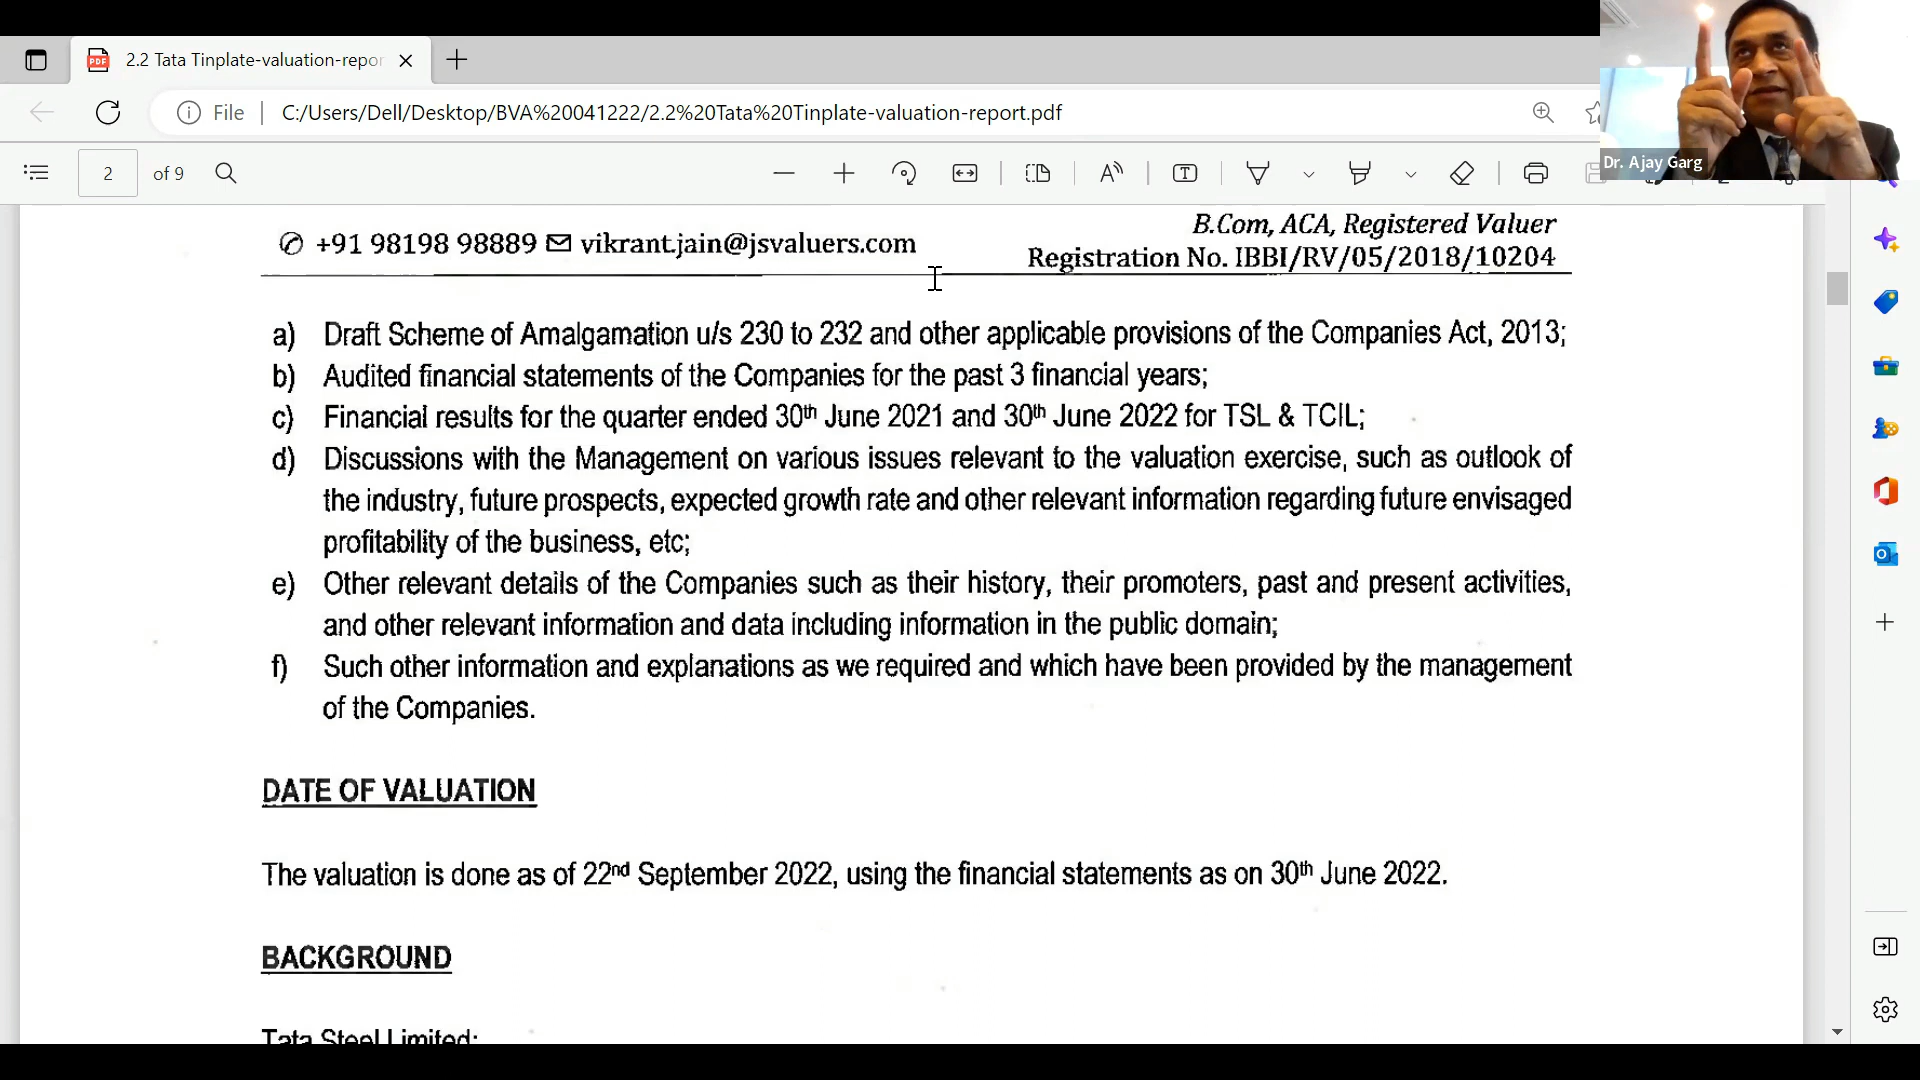 2.2 Tata Tinplate-valuation-repor
File
C:/Users/Dell/Desktop/BVA%20041222/2.2%20Tata%20Tinplate-valuation-report.pdf
Dr. Ajay Garg
2 of 9
B.Com, ACA, Registered Valuer
+91 98198 98889 vikrant.jain@jsvaluers.com
Registration No. IBBI/RV/05/2018/10204
a) Draft Scheme of Amalgamation u/s 230 to 232 and other applicable provisions of the Companies Act, 2013;
b) Audited financial statements of the Companies for the past 3 financial years;
c) Financial results for the quarter ended 30th June 2021 and 30th June 2022 for TSL & TCIL;
d) Discussions with the Management on various issues relevant to the valuation exercise, such as outlook of
the industry, future prospects, expected growth rate and other relevant information regarding future envisaged
profitability of the business, etc;
e) Other relevant details of the Companies such as their history, their promoters, past and present activities,
and other relevant information and data including information in the public domain;
f) Such other information and explanations as we required and which have been provided by the management
of the Companies.
DATE OF VALUATION
The valuation is done as of 22nd September 2022, using the financial statements as on 30th June 2022.
BACKGROUND
Tata Steel Limited: